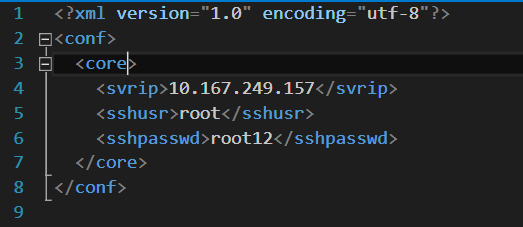 1 <?xml version="1.0" encoding="utf-8"?>
2 <conf>
3 <core>
4 <svrip>10.167.249.157</svrip>
5 <sshusr>root</sshusr>
6 <sshpasswd>root12</sshpasswd>
7 </core>
8 </conf>
9